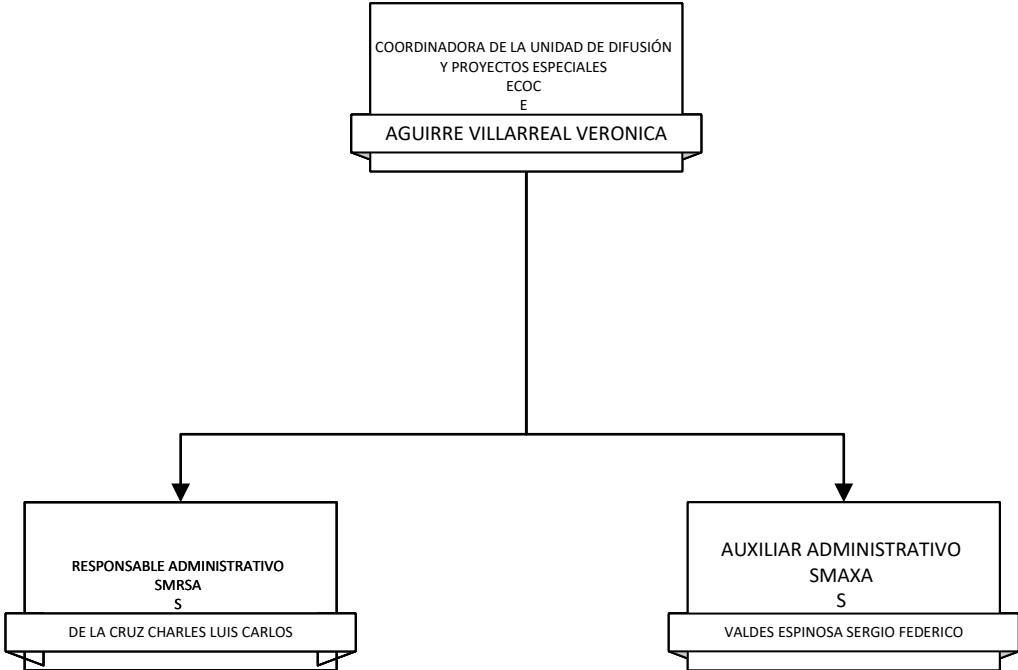 COORDINADORA DE LA UNIDAD DE DIFUSIÓN
Y PROYECTOS ESPECIALES
ECOC
E
AGUIRRE VILLARREAL VERONICA
RESPONSABLE ADMINISTRATIVO
SMRSA
S
DE LA CRUZ CHARLES LUIS CARLOS
AUXILIAR ADMINISTRATIVO
SMAXA
S
VALDES ESPINOSA SERGIO FEDERICO